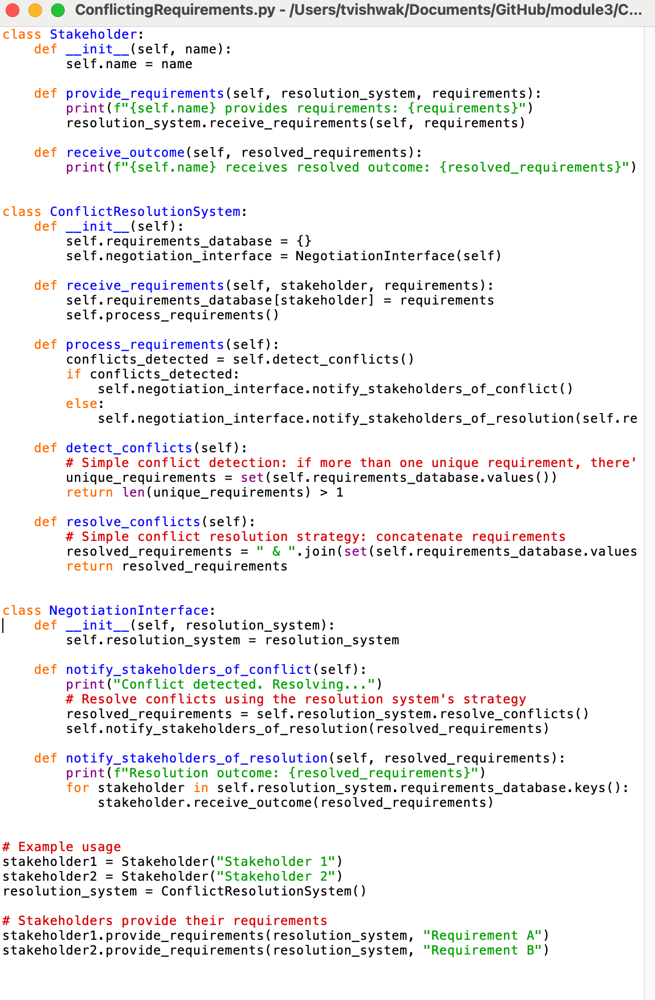 ConflictingRequirements.py - /Users/tvishwak/Documents/GitHub/module3/C...
class Stakeholder:
    def __init__(self, name):
        self.name = name

    def provide_requirements(self, resolution_system, requirements):
        print(f"{self.name} provides requirements: {requirements}")
        resolution_system.receive_requirements(self, requirements)

    def receive_outcome(self, resolved_requirements):
        print(f"{self.name} receives resolved outcome: {resolved_requirements}")


class ConflictResolutionSystem:
    def __init__(self):
        self.requirements_database = {}
        self.negotiation_interface = NegotiationInterface(self)

    def receive_requirements(self, stakeholder, requirements):
        self.requirements_database[stakeholder] = requirements
        self.process_requirements()

    def process_requirements(self):
        conflicts_detected = self.detect_conflicts()
        if conflicts_detected:
            self.negotiation_interface.notify_stakeholders_of_conflict()
        else:
            self.negotiation_interface.notify_stakeholders_of_resolution(self.re

    def detect_conflicts(self):
        # Simple conflict detection: if more than one unique requirement, there'
        unique_requirements = set(self.requirements_database.values())
        return len(unique_requirements) > 1

    def resolve_conflicts(self):
        # Simple conflict resolution strategy: concatenate requirements
        resolved_requirements = " & ".join(set(self.requirements_database.values
        return resolved_requirements


class NegotiationInterface:
    def __init__(self, resolution_system):
        self.resolution_system = resolution_system

    def notify_stakeholders_of_conflict(self):
        print("Conflict detected. Resolving...")
        # Resolve conflicts using the resolution system's strategy
        resolved_requirements = self.resolution_system.resolve_conflicts()
        self.notify_stakeholders_of_resolution(resolved_requirements)

    def notify_stakeholders_of_resolution(self, resolved_requirements):
        print(f"Resolution outcome: {resolved_requirements}")
        for stakeholder in self.resolution_system.requirements_database.keys():
            stakeholder.receive_outcome(resolved_requirements)


# Example usage
stakeholder1 = Stakeholder("Stakeholder 1")
stakeholder2 = Stakeholder("Stakeholder 2")
resolution_system = ConflictResolutionSystem()

# Stakeholders provide their requirements
stakeholder1.provide_requirements(resolution_system, "Requirement A")
stakeholder2.provide_requirements(resolution_system, "Requirement B")